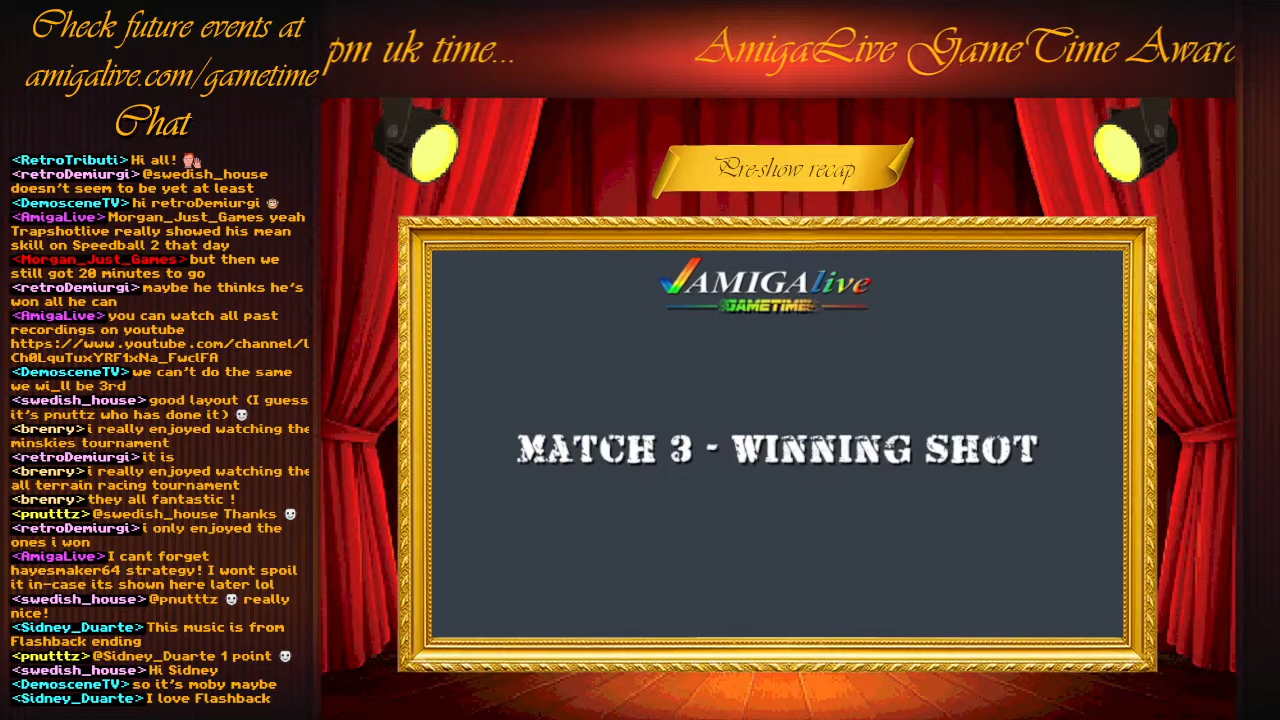 Check future events at
amigalive.com/gametime
Chat
<RetroTributi>Hi all!
<retroDemiurgi>@swedish_house
doesn't seem to be yet at least
<DemosceneTV>hi retroDemiurgi
<AmigaLive>Morgan_Just_Games yeah
Trapshotlive really showed his mean
skill on Speedball 2 that day
<Morgan_Just_Games>but then we
still got 20 minutes to go
<retroDemiurgi>maybe he thinks he's
won all he can
<AmigaLive>you can watch all past
recordings on youtube
https://www.youtube.com/channel/
Ch0LquTuxYRF1xNa_FwclFA
<DemosceneTV>we can't do the same
we wi_ll be 3rd
<swedish_house>good layout (I guess
it's pnuttz who has done it)
<brenry>i really enjoyed watching the
minskies tournament
<retroDemiurgi>it is
<brenry>i really enjoyed watching the
all terrain racing tournament
<brenry>they all fantastic !
<pnutttz>@swedish_house Thanks
<retroDemiurgi>i only enjoyed the
ones i won
<AmigaLive>I cant forget
hayesmaker64 strategy! I wont spoil
it in-case its shown here later lol
<swedish_house>@pnutttz really
nice!
<Sidney_Duarte>This music is from
Flashback ending
<pnutttz>@Sidney_Duarte 1 point
<swedish_house>Hi Sidney
<DemosceneTV>so it's moby maybe
<Sidney_Duarte>I love Flashback
pm uk time... AmigaLive GameTime Awar
Pre-show recap
AMIGAlive
GAMETIME
MATCH 3 - WINNING SHOT